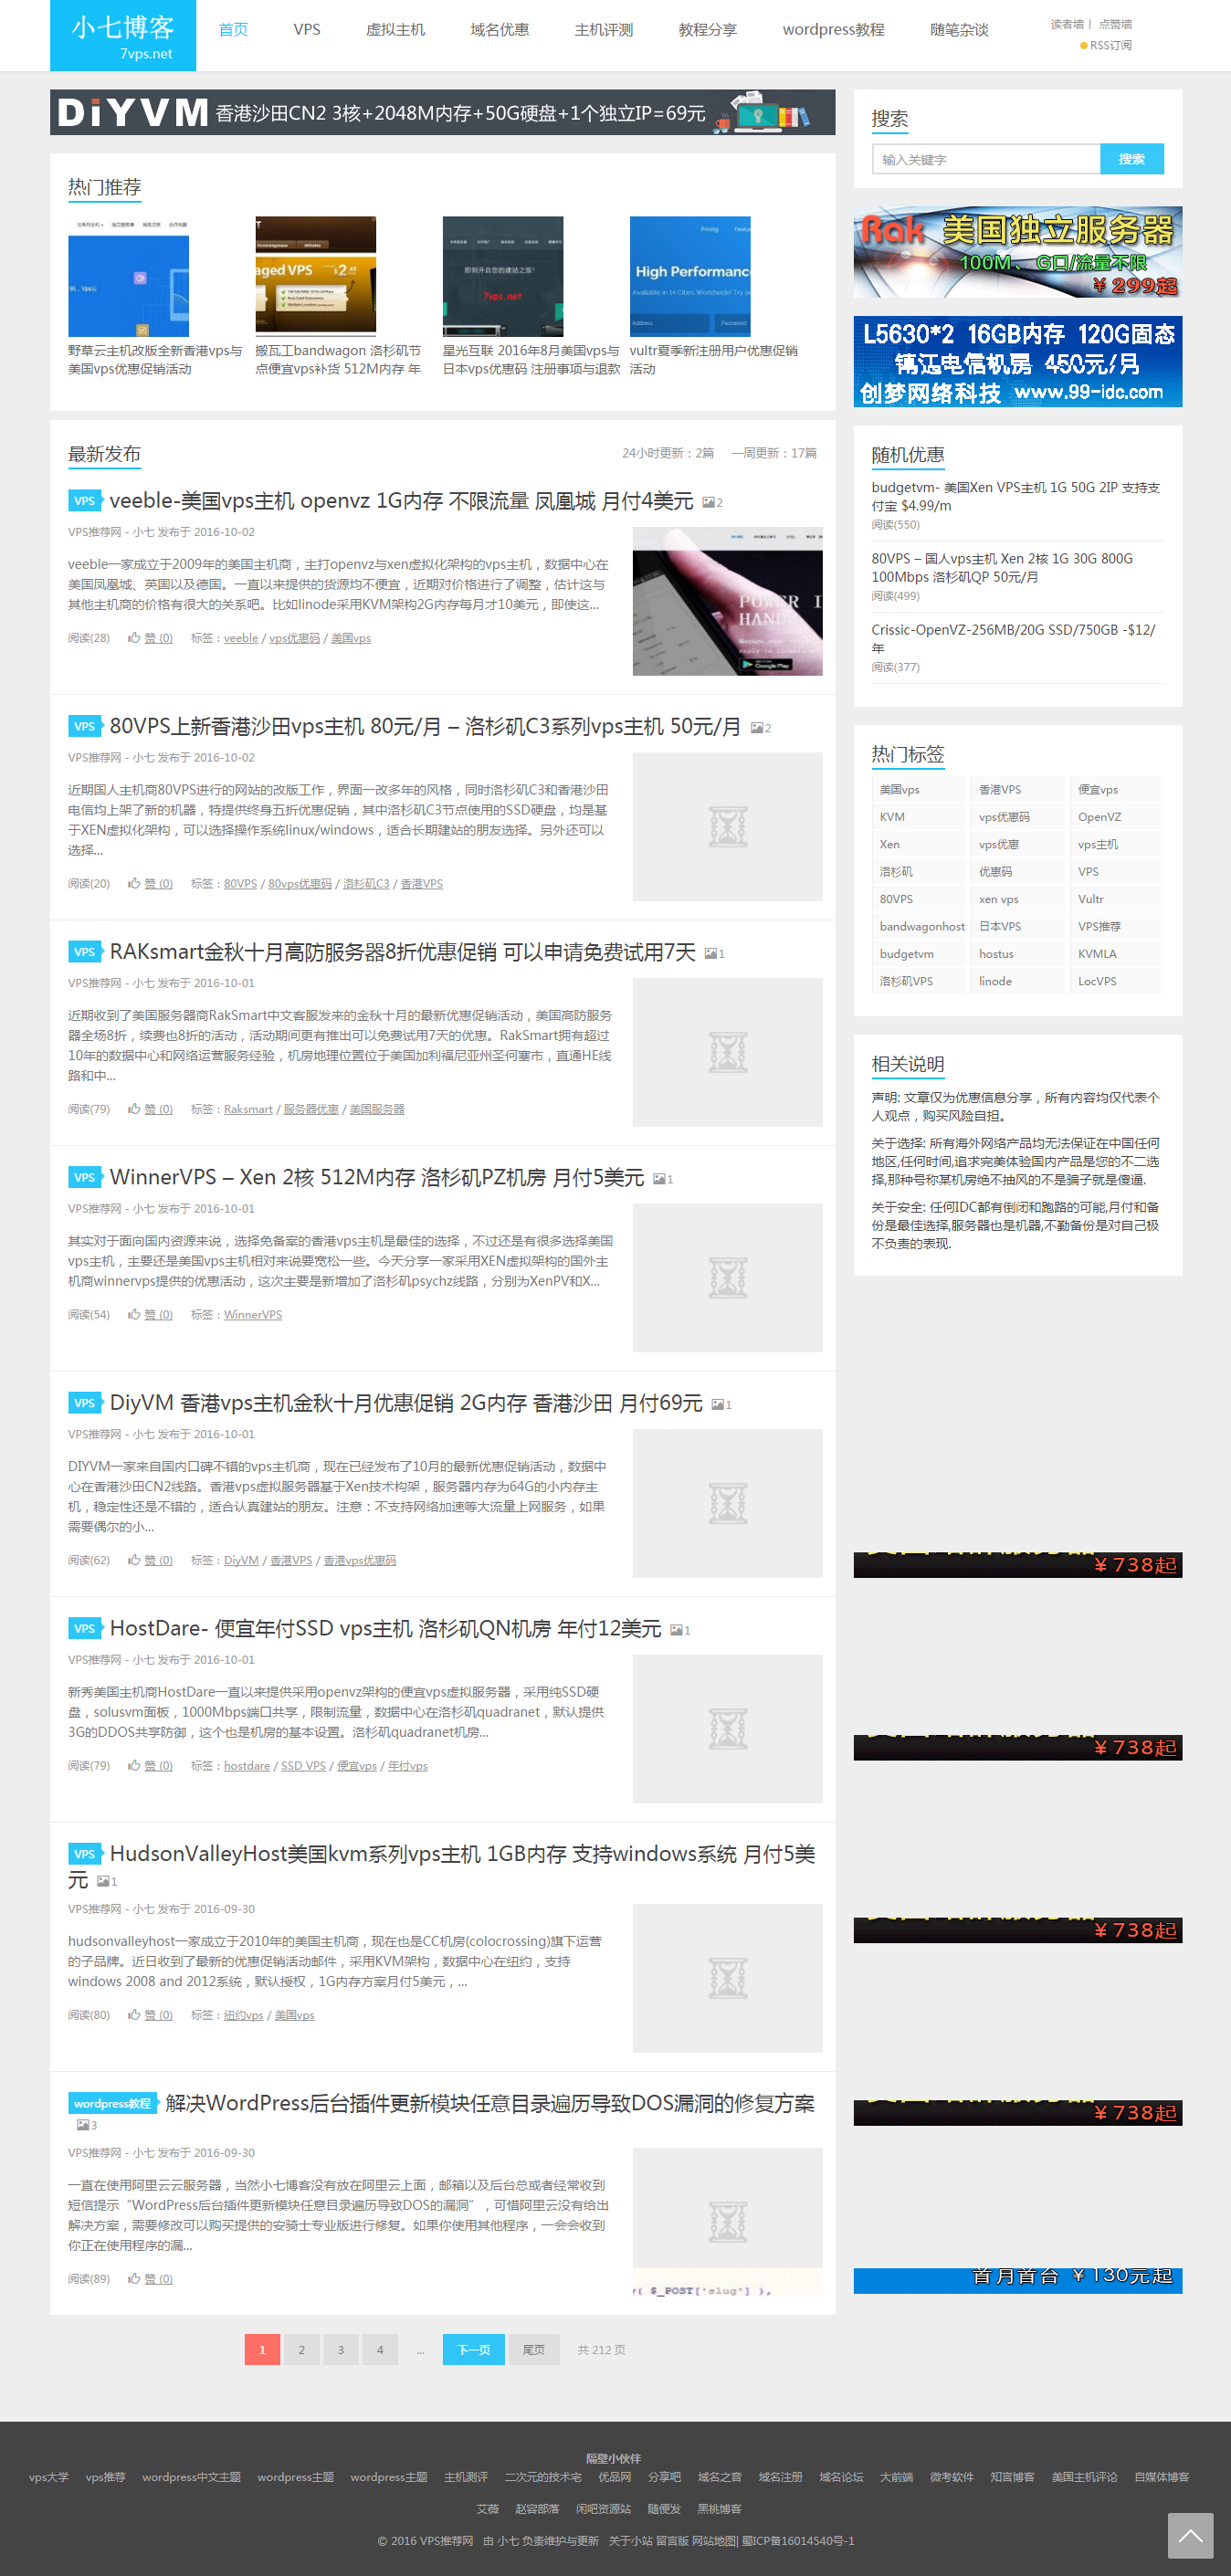 小七博客
7vps.net
首页 VPS 虚拟主机 域名优惠 主机评测 教程分享 wordpress教程 随笔杂谈
读者墙 | 点赞墙
RSS订阅
DiYVM 香港沙田CN2 3核+2048M内存+50G硬盘+1个独立IP=69元
热门推荐
野草云主机改版全新香港vps与
美国vps优惠促销活动
搬瓦工bandwagon 洛杉矶节
点便宜vps补货 512M内存 年
星光互联 2016年8月美国vps与
日本vps优惠码 注册事项与退款
vultr夏季新注册用户优惠促销
活动
最新发布
24小时更新：2篇 一周更新：17篇
VPS veeble-美国vps主机 openvz 1G内存 不限流量 凤凰城 月付4美元 2
VPS推荐网 - 小七 发布于 2016-10-02
veeble一家成立于2009年的美国主机商，主打openvz与xen虚拟化架构的vps主机，数据中心在
美国凤凰城、英国以及德国。一直以来提供的货源均不便宜，近期对价格进行了调整，估计这与
其他主机商的价格有很大的关系吧。比如linode采用KVM架构2G内存每月才10美元，即使这...
阅读(28) 赞 (0) 标签：veeble / vps优惠码 / 美国vps
VPS 80VPS上新香港沙田vps主机 80元/月 – 洛杉矶C3系列vps主机 50元/月 2
VPS推荐网 - 小七 发布于 2016-10-02
近期国人主机商80VPS进行的网站的改版工作，界面一改多年的风格，同时洛杉矶C3和香港沙田
电信均上架了新的机器，特提供终身五折优惠促销，其中洛杉矶C3节点使用的SSD硬盘，均是基
于XEN虚拟化架构，可以选择操作系统linux/windows，适合长期建站的朋友选择。另外还可以
选择...
阅读(20) 赞 (0) 标签：80VPS / 80vps优惠码 / 洛杉矶C3 / 香港VPS
VPS RAKsmart金秋十月高防服务器8折优惠促销 可以申请免费试用7天 1
VPS推荐网 - 小七 发布于 2016-10-01
近期收到了美国服务器商RakSmart中文客服发来的金秋十月的最新优惠促销活动，美国高防服务
器全场8折，续费也8折的活动，活动期间更有推出可以免费试用7天的优惠。RakSmart拥有超过
10年的数据中心和网络运营服务经验，机房地理位置位于美国加利福尼亚州圣何塞市，直通HE线
路和中...
阅读(79) 赞 (0) 标签：Raksmart / 服务器优惠 / 美国服务器
VPS WinnerVPS – Xen 2核 512M内存 洛杉矶PZ机房 月付5美元 1
VPS推荐网 - 小七 发布于 2016-10-01
其实对于面向国内资源来说，选择免备案的香港vps主机是最佳的选择，不过还是有很多选择美国
vps主机，主要还是美国vps主机相对来说要宽松一些。今天分享一家采用XEN虚拟架构的国外主
机商winnervps提供的优惠活动，这次主要是新增加了洛杉矶psychz线路，分别为XenPV和X...
阅读(54) 赞 (0) 标签：WinnerVPS
VPS DiyVM 香港vps主机金秋十月优惠促销 2G内存 香港沙田 月付69元 1
VPS推荐网 - 小七 发布于 2016-10-01
DIYVM一家来自国内口碑不错的vps主机商，现在已经发布了10月的最新优惠促销活动，数据中
心在香港沙田CN2线路。香港vps虚拟服务器基于Xen技术构架，服务器内存为64G的小内存主
机，稳定性还是不错的，适合认真建站的朋友。注意：不支持网络加速等大流量上网服务，如果
需要偶尔的小...
阅读(62) 赞 (0) 标签：DiyVM / 香港VPS / 香港vps优惠码
VPS HostDare- 便宜年付SSD vps主机 洛杉矶QN机房 年付12美元 1
VPS推荐网 - 小七 发布于 2016-10-01
新秀美国主机商HostDare一直以来提供采用openvz架构的便宜vps虚拟服务器，采用纯SSD硬
盘，solusvm面板，1000Mbps端口共享，限制流量，数据中心在洛杉矶quadranet，默认提供
3G的DDOS共享防御，这个也是机房的基本设置。洛杉矶quadranet机房...
阅读(79) 赞 (0) 标签：hostdare / SSD VPS / 便宜vps / 年付vps
VPS HudsonValleyHost美国kvm系列vps主机 1GB内存 支持windows系统 月付5美
元 1
VPS推荐网 - 小七 发布于 2016-09-30
hudsonvalleyhost一家成立于2010年的美国主机商，现在也是CC机房(colocrossing)旗下运营
的子品牌。近日收到了最新的优惠促销活动邮件，采用KVM架构，数据中心在纽约，支持
windows 2008 and 2012系统，默认授权，1G内存方案月付5美元，...
阅读(80) 赞 (0) 标签：纽约vps / 美国vps
wordpress教程 解决WordPress后台插件更新模块任意目录遍历导致DOS漏洞的修复方案
3
VPS推荐网 - 小七 发布于 2016-09-30
一直在使用阿里云云服务器，当然小七博客没有放在阿里云上面，邮箱以及后台总或者经常收到
短信提示“WordPress后台插件更新模块任意目录遍历导致DOS的漏洞”，可惜阿里云没有给出
解决方案，需要修改可以购买提供的安骑士专业版进行修复。如果你使用其他程序，一会会收到
你正在使用程序的漏...
阅读(89) 赞 (0)
y( $_POST['slug'] ),
1 2 3 4 ... 下一页 尾页 共 212 页
搜索
输入关键字 搜索
Rak 美国独立服务器
100M、G口/流量不限
￥299起
L5630*2 16GB内存 120G固态
镇江电信机房 450元/月
创梦网络科技 www.99-idc.com
随机优惠
budgetvm- 美国Xen VPS主机 1G 50G 2IP 支持支
付宝 $4.99/m
阅读(550)
80VPS – 国人vps主机 Xen 2核 1G 30G 800G
100Mbps 洛杉矶QP 50元/月
阅读(499)
Crissic-OpenVZ-256MB/20G SSD/750GB -$12/
年
阅读(377)
热门标签
美国vps 香港VPS 便宜vps
KVM vps优惠码 OpenVZ
Xen vps优惠 vps主机
洛杉矶 优惠码 VPS
80VPS xen vps Vultr
bandwagonhost 日本VPS VPS推荐
budgetvm hostus KVMLA
洛杉矶VPS linode LocVPS
相关说明
声明: 文章仅为优惠信息分享，所有内容均仅代表个
人观点，购买风险自担。
关于选择: 所有海外网络产品均无法保证在中国任何
地区,任何时间,追求完美体验国内产品是您的不二选
择,那种号称某机房绝不抽风的不是骗子就是傻逼.
关于安全: 任何IDC都有倒闭和跑路的可能,月付和备
份是最佳选择,服务器也是机器,不勤备份是对自己极
不负责的表现.
￥738起
￥738起
￥738起
￥738起
首月首台 ￥130元起
隔壁小伙伴
vps大学 vps推荐 wordpress中文主题 wordpress主题 wordpress主题 主机测评 二次元的技术宅 优品网 分享吧 域名之音 域名注册 域名论坛 大前端 微考软件 知言博客 美国主机评论 自媒体博客
艾薇 赵容部落 闲吧资源站 随便发 黑桃博客
© 2016 VPS推荐网 由 小七 负责维护与更新 关于小站 留言版 网站地图| 蜀ICP备16014540号-1